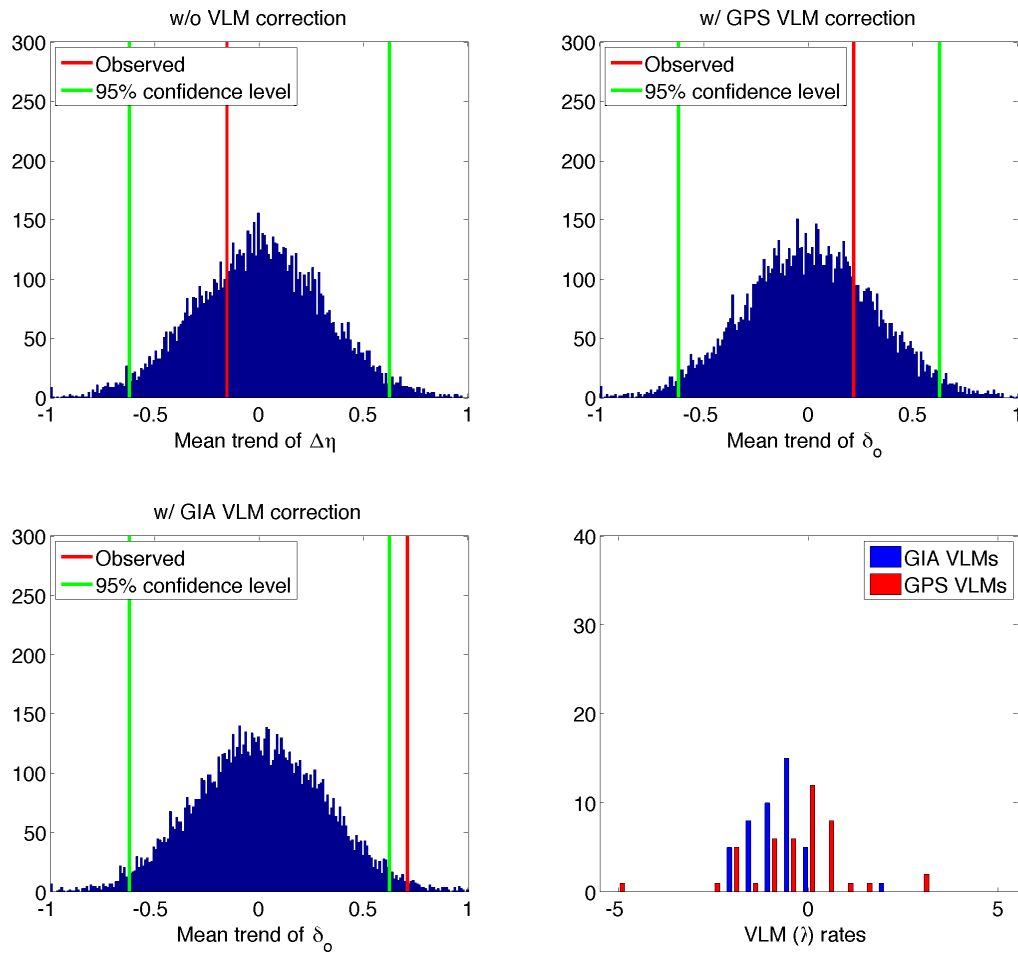 w/o VLM correction
300
250
200
150
100
50
0
Observed
95% confidence level
-1
-0.5
0
0.5
1
Mean trend of Δη
w/ GPS VLM correction
300
250
200
150
100
50
0
Observed
95% confidence level
-1
-0.5
0
0.5
1
Mean trend of δo
w/ GIA VLM correction
300
250
200
150
100
50
0
Observed
95% confidence level
-1
-0.5
0
0.5
1
Mean trend of δo
40
30
20
10
0
GIA VLMs
GPS VLMs
-5
0
5
VLM (λ) rates